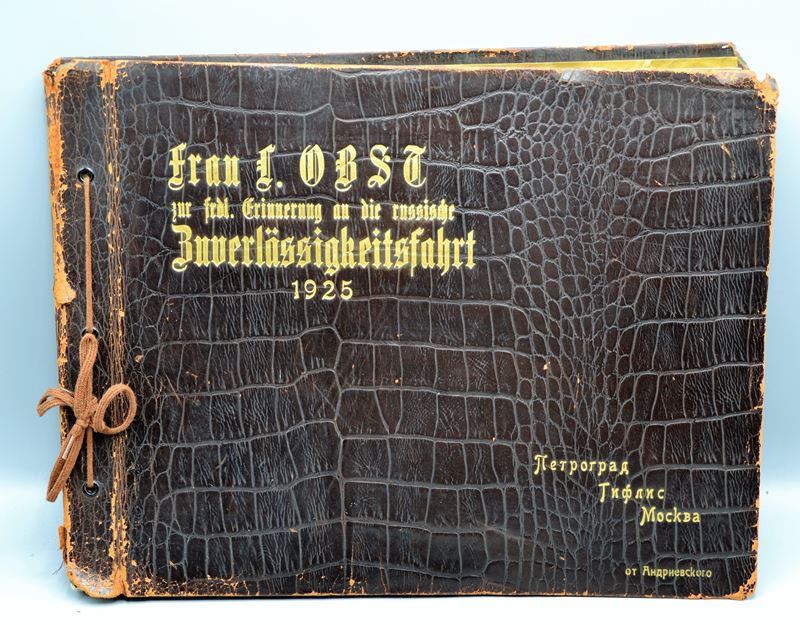 Frau L. OBST
zur frdl. Erinnerung an die russische
Zuverlässigkeitsfahrt
1925
Петроград
Тифлис
Москва
от Андриевского